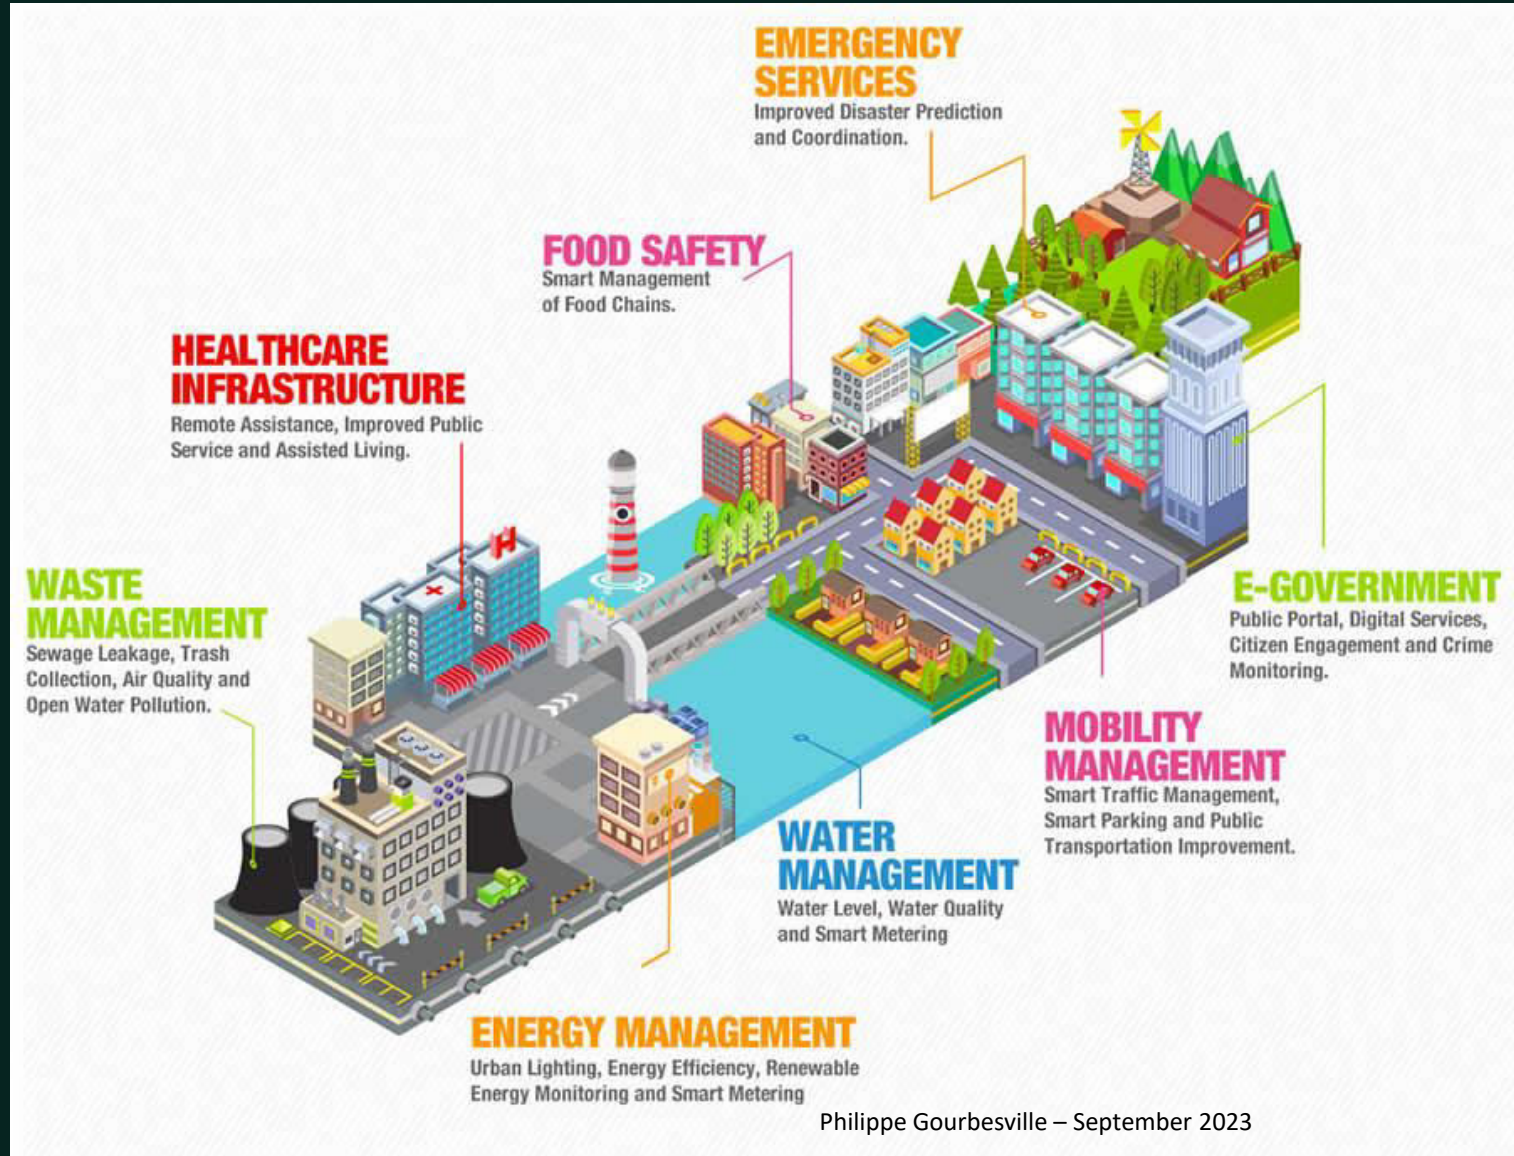 EMERGENCY
SERVICES
Improved Disaster Prediction
and Coordination.
FOOD SAFETY
Smart Management
of Food Chains.
HEALTHCARE
INFRASTRUCTURE
Remote Assistance, Improved Public
Service and Assisted Living.
H
WASTE
MANAGEMENT
Sewage Leakage, Trash
Collection, Air Quality and
Open Water Pollution.
E-GOVERNMENT
Public Portal, Digital Services,
Citizen Engagement and Crime
Monitoring.
MOBILITY
MANAGEMENT
Smart Traffic Management,
Smart Parking and Public
Transportation Improvement.
WATER
MANAGEMENT
Water Level, Water Quality
and Smart Metering
ENERGY MANAGEMENT
Urban Lighting, Energy Efficiency, Renewable
Energy Monitoring and Smart Metering
Philippe Gourbesville – September 2023